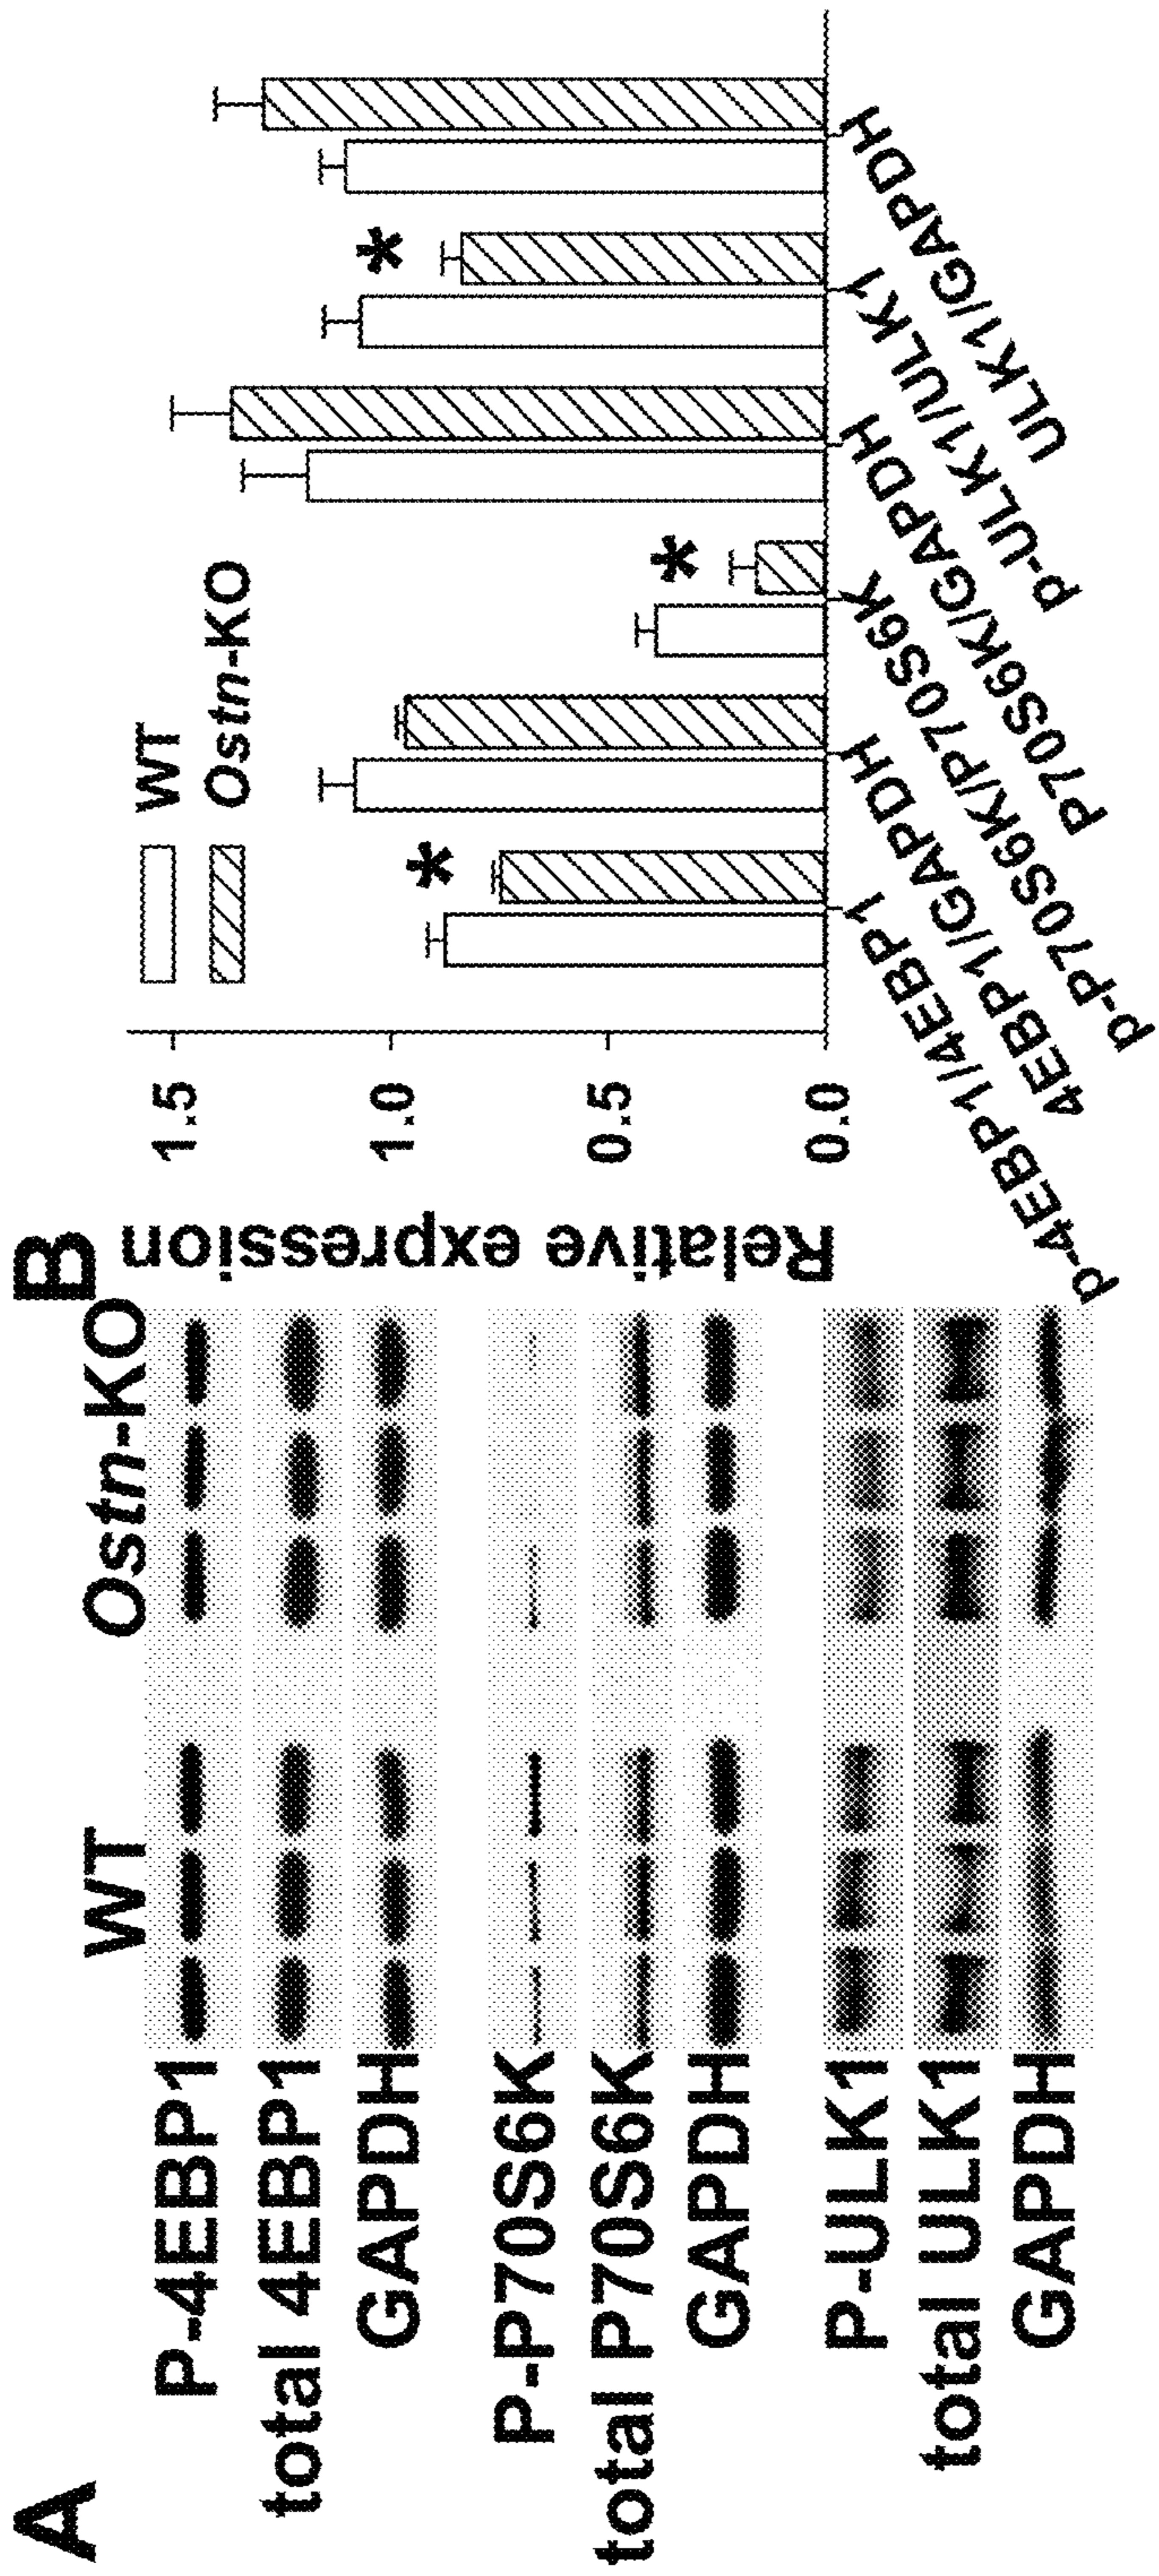 A
WT
Ostn-KO
P-4EBP1
total 4EBP1
GAPDH
P-P70S6K
total P70S6K
GAPDH
P-ULK1
total ULK1
GAPDH
B
Relative expression
1.5
1.0
0.5
0.0
WT
Ostn-KO
*
*
*
p-4EBP1/4EBP1
4EBP1/GAPDH
p-P70S6K/P70S6K
P70S6K/GAPDH
p-ULK1/ULK1
ULK1/GAPDH